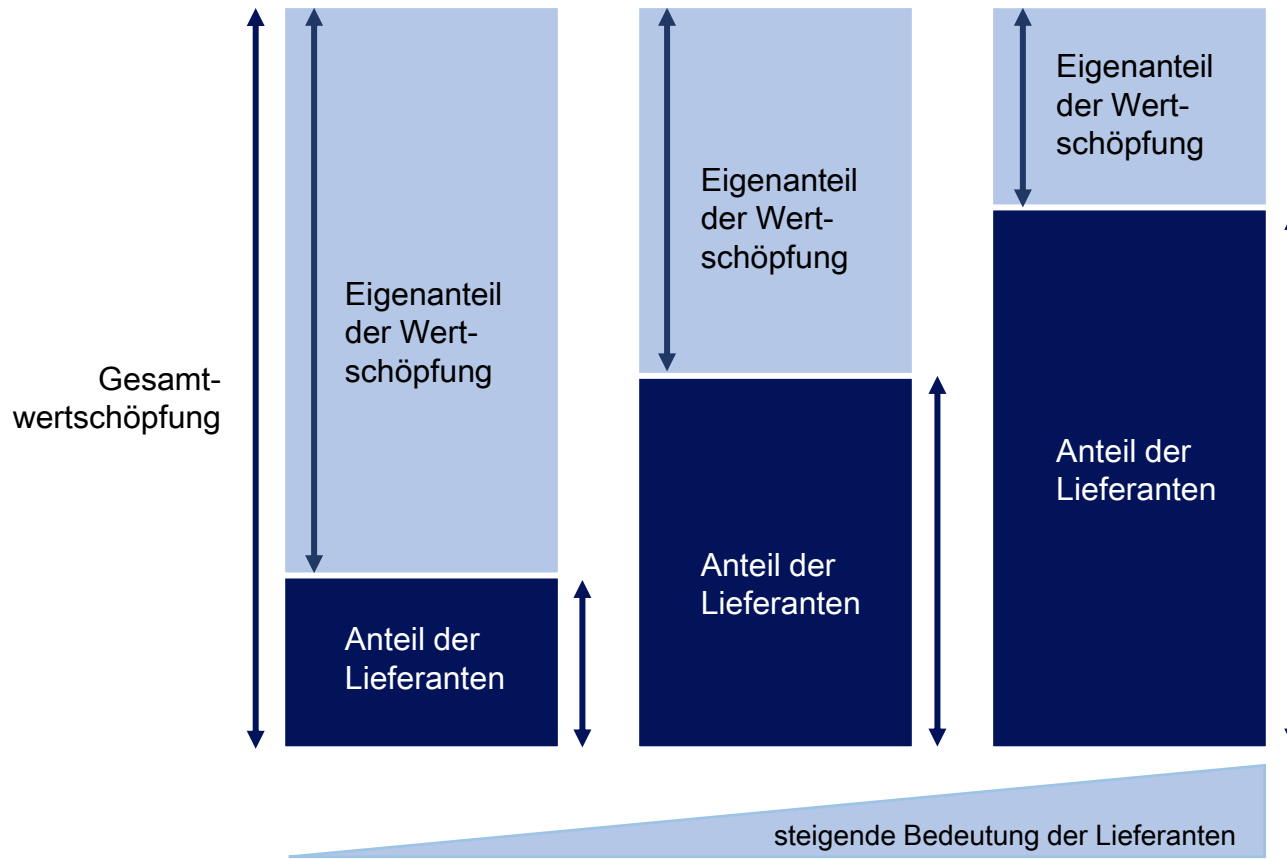 Gesamt-
wertschöpfung
Eigenanteil
der Wert-
schöpfung
Anteil der
Lieferanten
Eigenanteil
der Wert-
schöpfung
Anteil der
Lieferanten
Eigenanteil
der Wert-
schöpfung
Anteil der
Lieferanten
steigende Bedeutung der Lieferanten